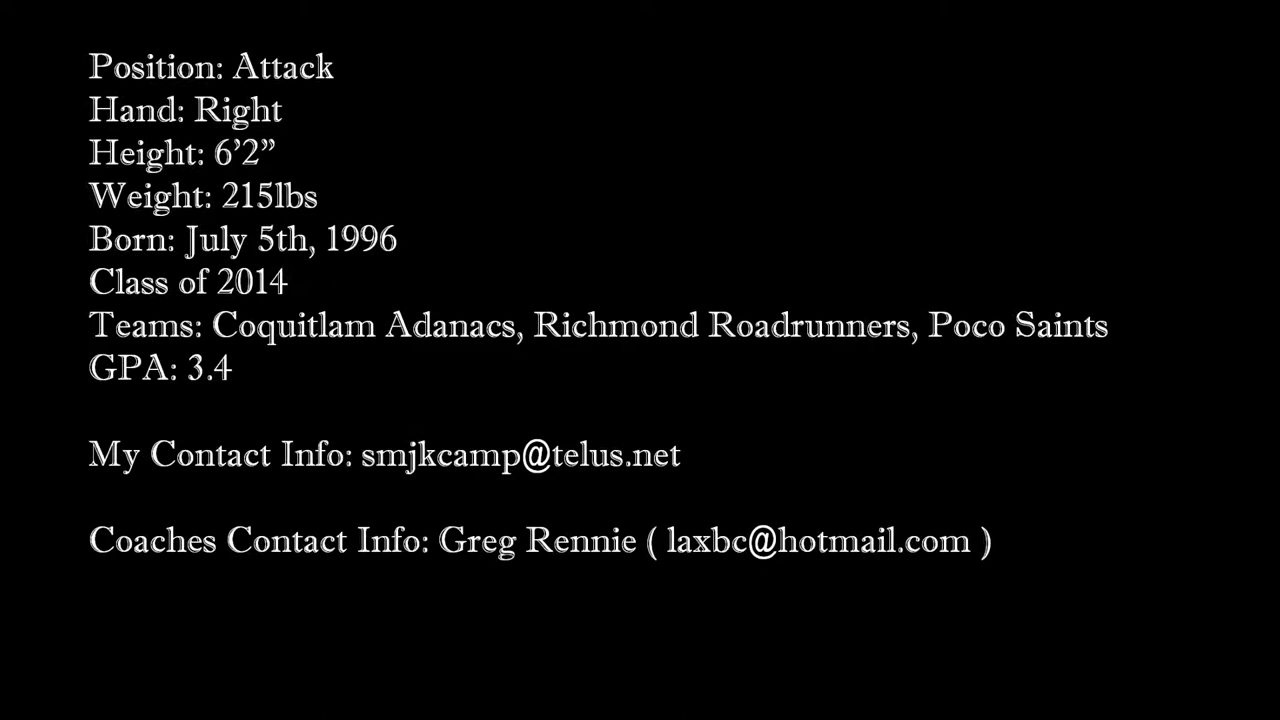 Position: Attack
Hand: Right
Height: 6’2”
Weight: 215lbs
Born: July 5th, 1996
Class of 2014
Teams: Coquitlam Adanacs, Richmond Roadrunners, Poco Saints
GPA: 3.4
My Contact Info: smjkcamp@telus.net
Coaches Contact Info: Greg Rennie ( laxbc@hotmail.com )